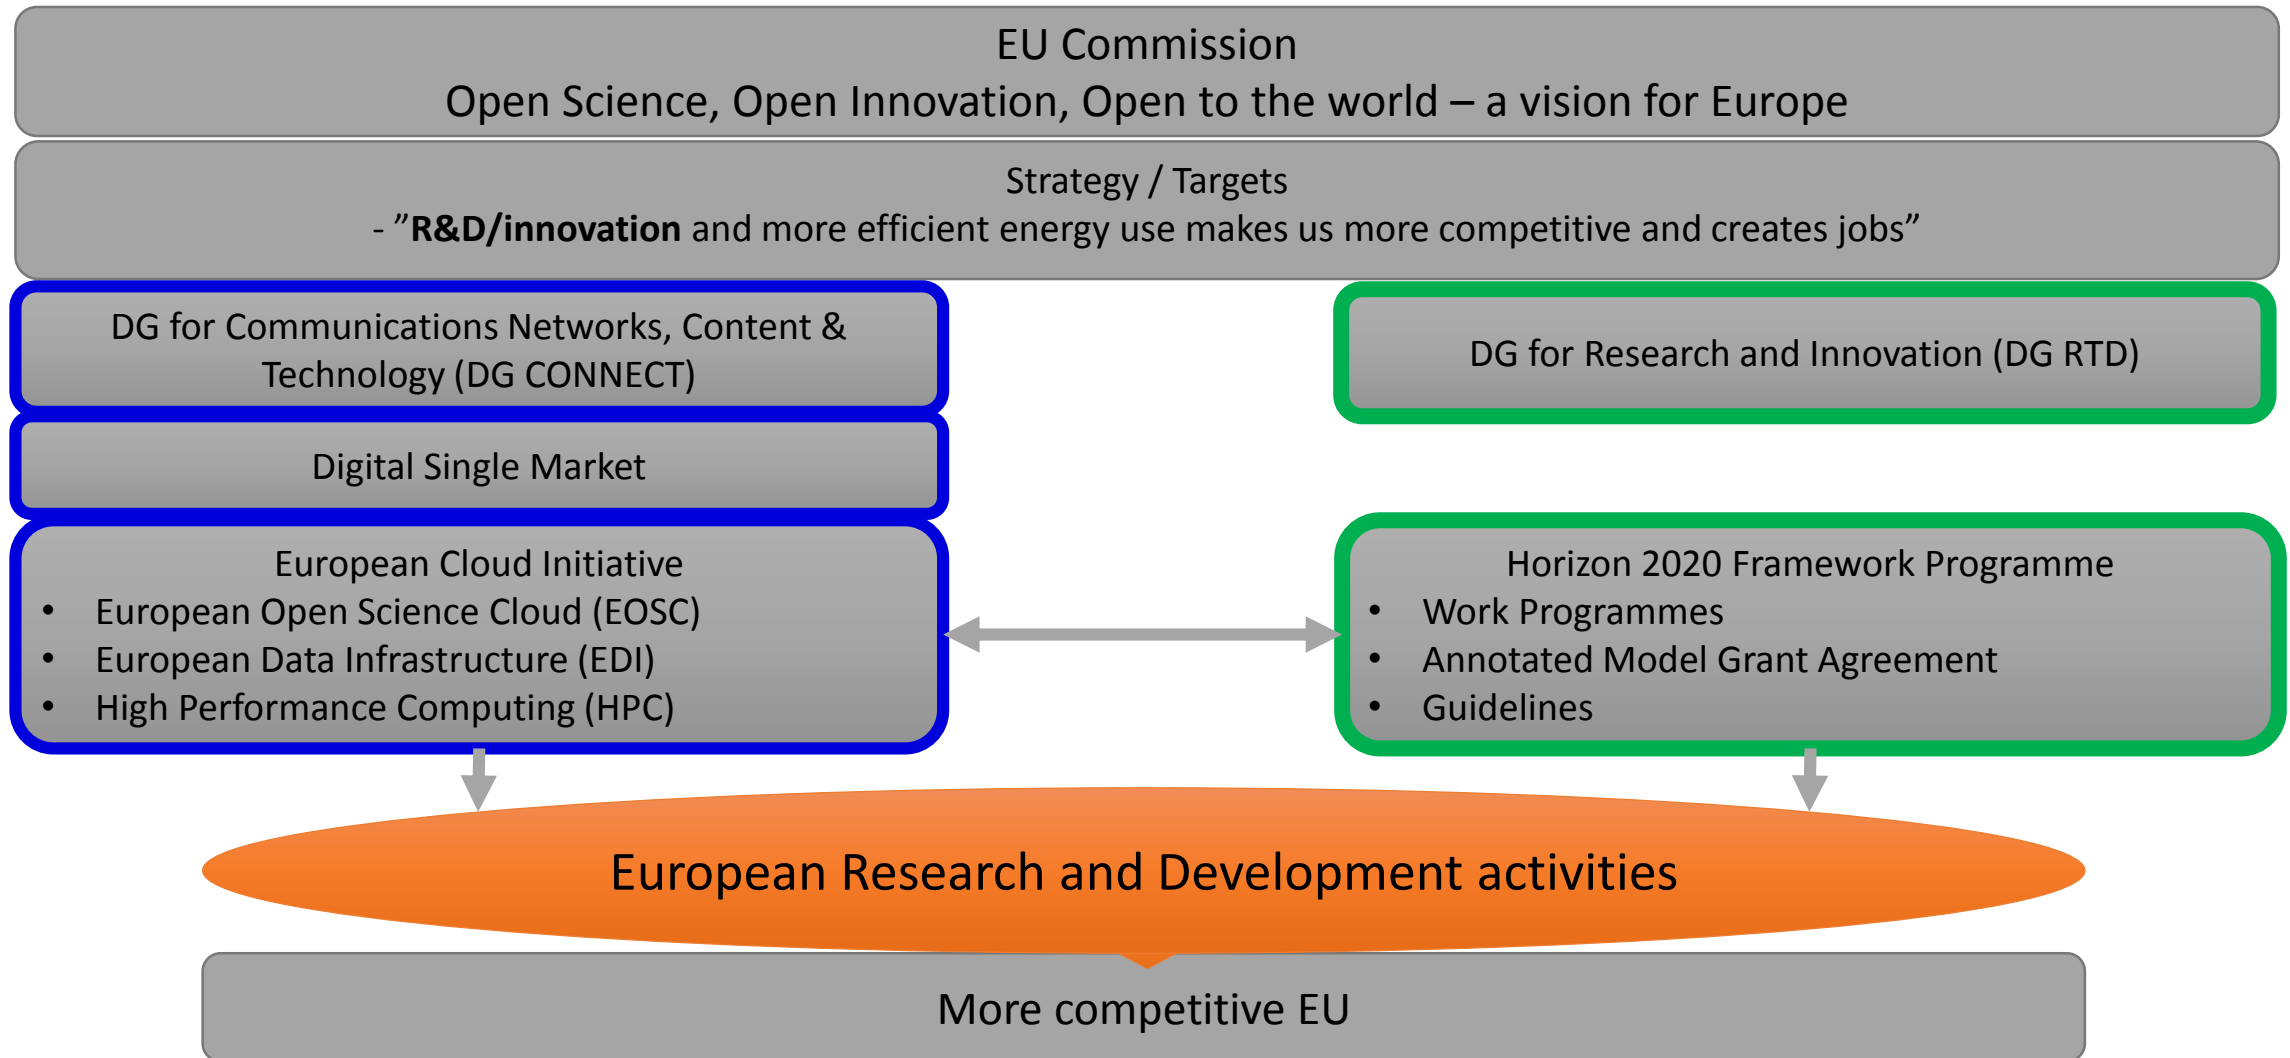 EU Commission
Open Science, Open Innovation, Open to the world – a vision for Europe
Strategy / Targets
- ”R&D/innovation and more efficient energy use makes us more competitive and creates jobs”
DG for Communications Networks, Content &
Technology (DG CONNECT)
DG for Research and Innovation (DG RTD)
Digital Single Market
European Cloud Initiative
• European Open Science Cloud (EOSC)
• European Data Infrastructure (EDI)
• High Performance Computing (HPC)
Horizon 2020 Framework Programme
• Work Programmes
• Annotated Model Grant Agreement
• Guidelines
European Research and Development activities
More competitive EU